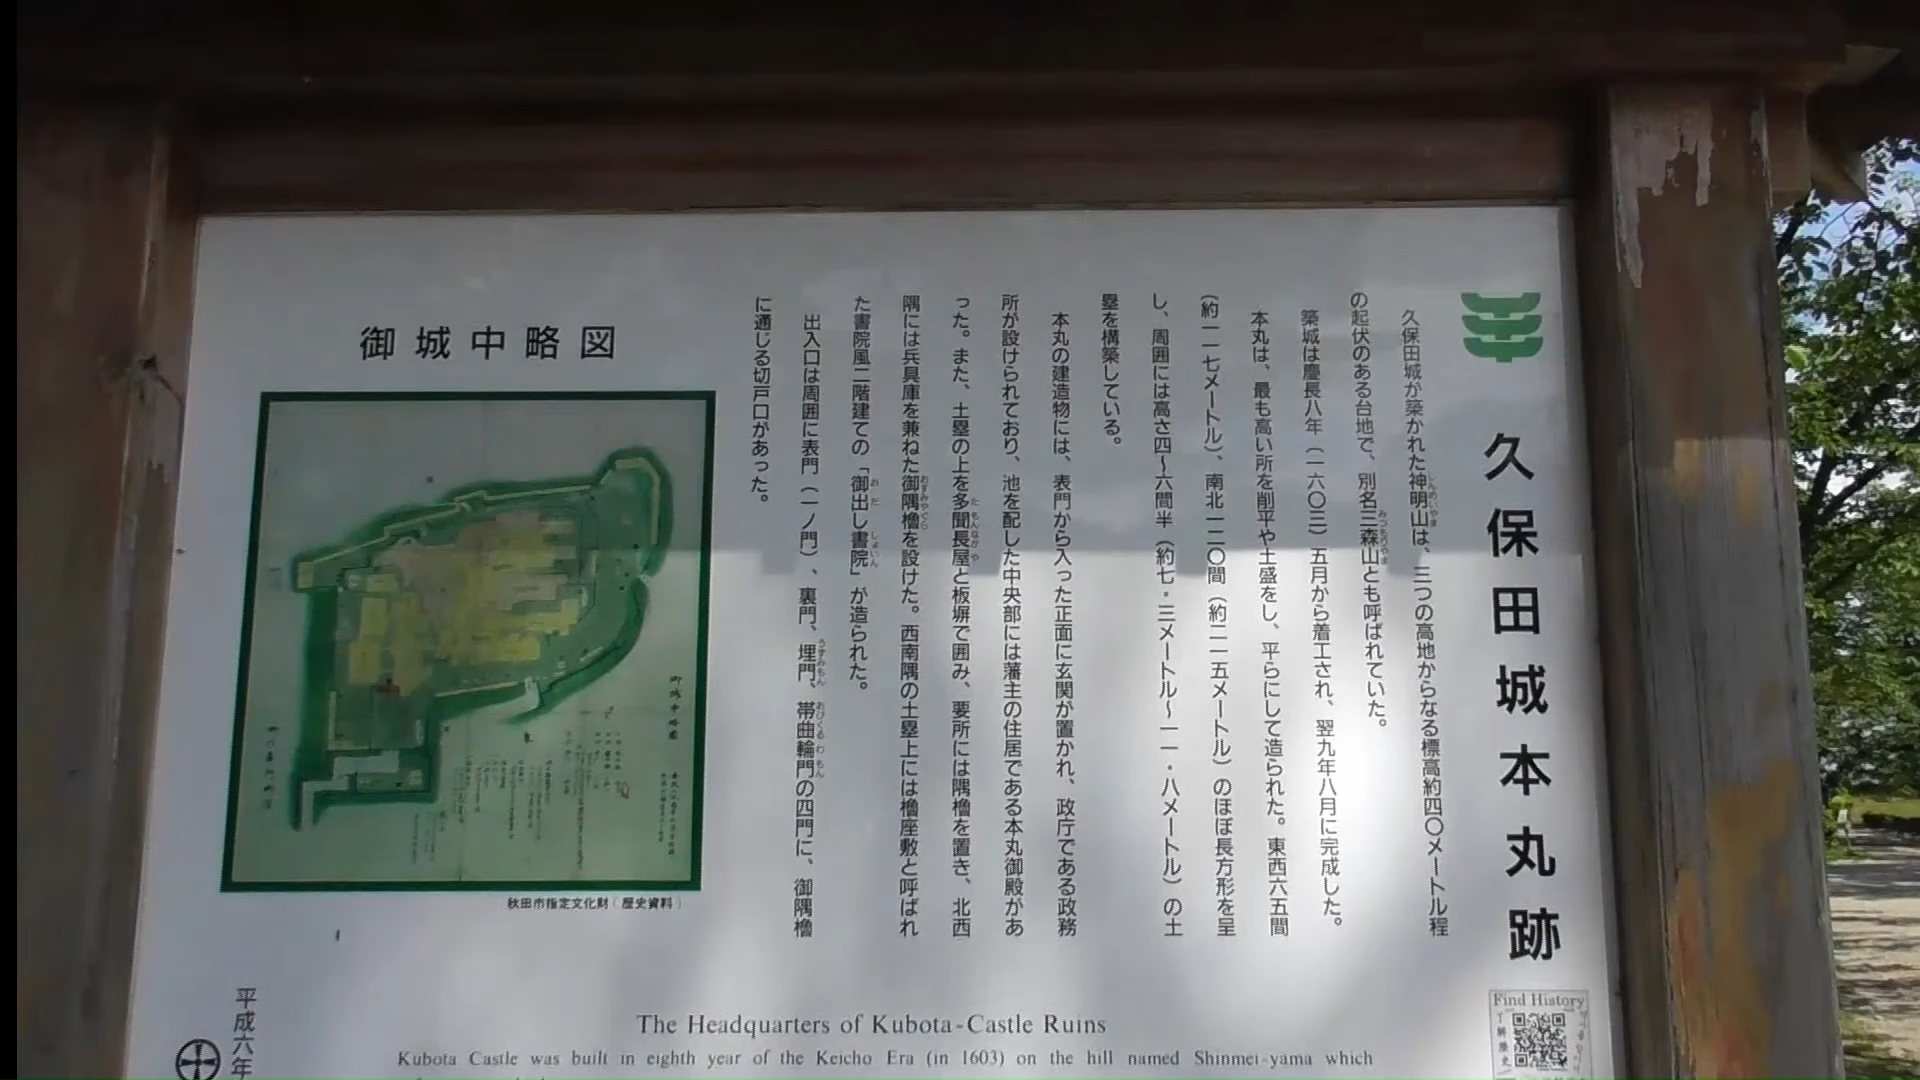 久保田城本丸跡
久保田城が築かれた神明山は、三つの高地からなる標高約四〇メートル程
の起伏のある台地で、別名三森山とも呼ばれていた。
築城は慶長八年(一六〇三)五月から着工され、翌九年八月に完成した。
本丸は、最も高い所を削平や土盛をし、平らにして造られた。東西六五間
(約一一七メートル)、南北一二〇間(約二一五メートル)のほぼ長方形を呈
し、周囲には高さ四〜六間半(約七・三メートル〜一一・八メートル)の土
塁を構築している。
本丸の建造物には、表門から入った正面に玄関が置かれ、政庁である政務
所が設けられており、池を配した中央部には藩主の住居である本丸御殿があ
った。また、土塁の上を多聞長屋と板塀で囲み、要所には隅櫓を置き、北西
隅には兵具庫を兼ねた御隅櫓を設けた。西南隅の土塁上には櫓座敷と呼ばれ
た書院風二階建ての「御出し書院」が造られた。
出入口は周囲に表門(一ノ門)、裏門、埋門、帯曲輪門の四門に、御隅櫓
に通じる切戸口があった。
御城中略図
御城中略図
秋田市指定文化財(歴史資料)
平成六年
The Headquarters of Kubota-Castle Ruins
Kubota Castle was built in eighth year of the Keicho Era (in 1603) on the hill named Shinmei-yama which
Find History
了解歴史